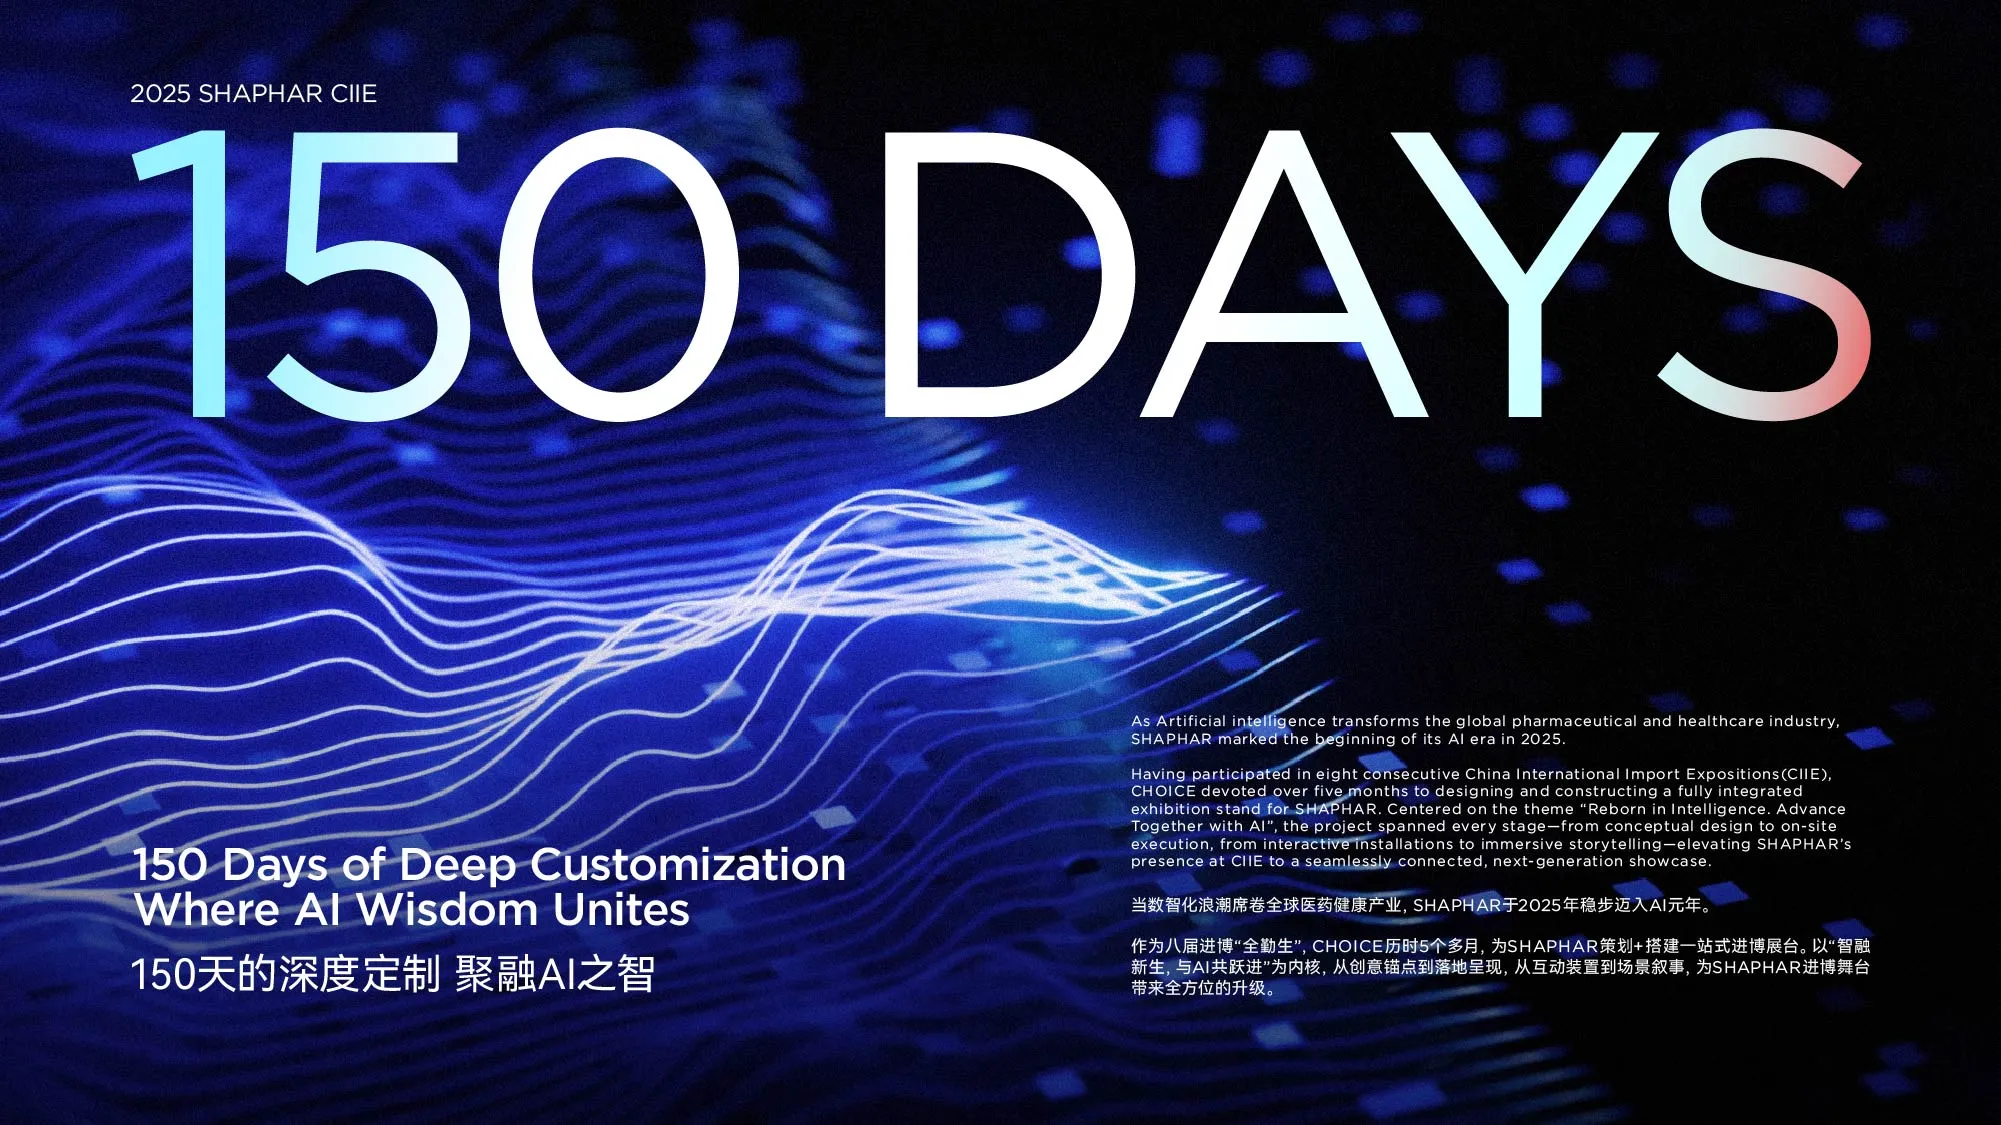 2025 SHAPHAR CIIE
150 DAYS
150 Days of Deep Customization
Where AI Wisdom Unites
150天的深度定制 聚融AI之智
As Artificial intelligence transforms the global pharmaceutical and healthcare industry,
SHAPHAR marked the beginning of its AI era in 2025.
Having participated in eight consecutive China International Import Expositions(CIIE),
CHOICE devoted over five months to designing and constructing a fully integrated
exhibition stand for SHAPHAR. Centered on the theme “Reborn in Intelligence. Advance
Together with AI”, the project spanned every stage—from conceptual design to on-site
execution, from interactive installations to immersive storytelling—elevating SHAPHAR’s
presence at CIIE to a seamlessly connected, next-generation showcase.
当数智化浪潮席卷全球医药健康产业, SHAPHAR于2025年稳步迈入AI元年。
作为八届进博“全勤生”, CHOICE历时5个多月, 为SHAPHAR策划+搭建一站式进博展台。以“智融
新生, 与AI共跃进”为内核, 从创意锚点到落地呈现, 从互动装置到场景叙事, 为SHAPHAR进博舞台
带来全方位的升级。